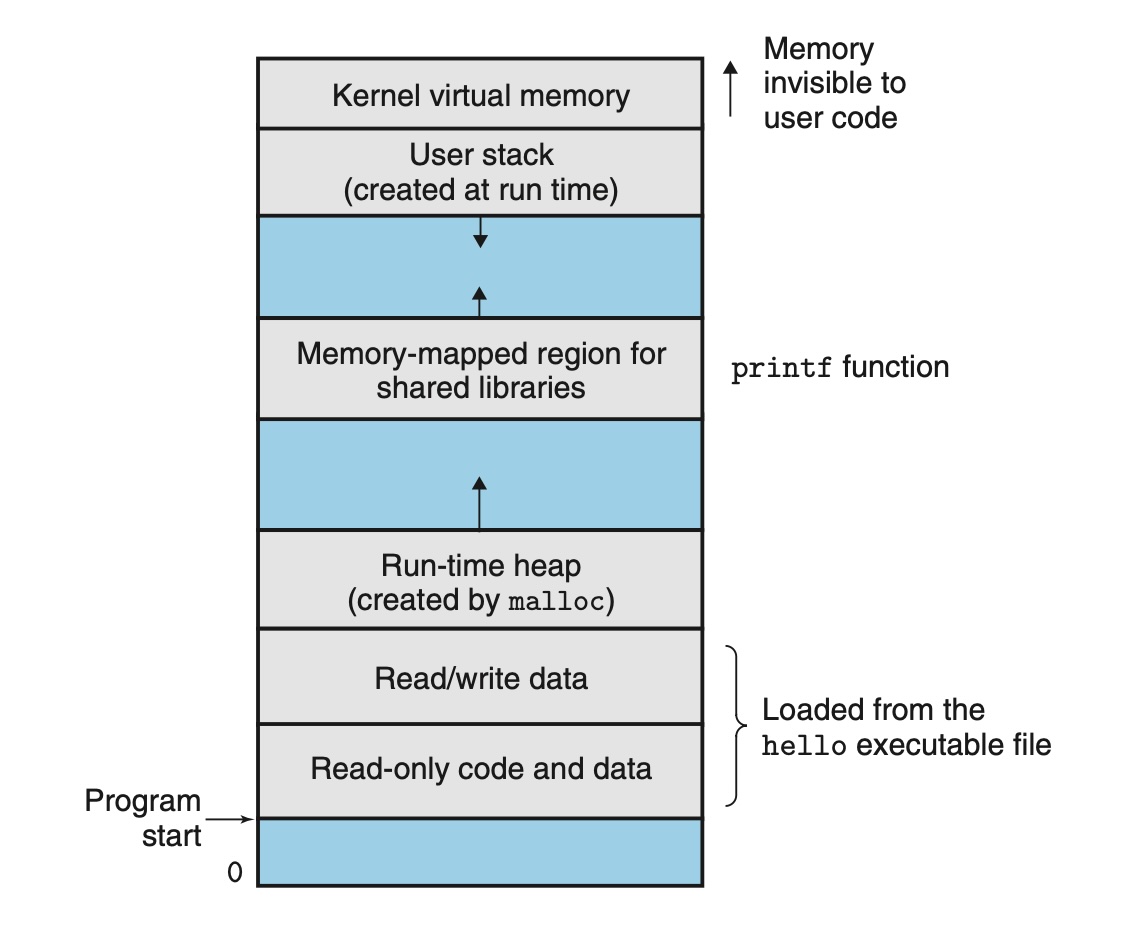 Memory
invisible to
user code
Kernel virtual memory
User stack
(created at run time)
Memory-mapped region for
shared libraries
printf function
Run-time heap
(created by malloc)
Read/write data
Loaded from the
hello executable file
Read-only code and data
Program
start
0